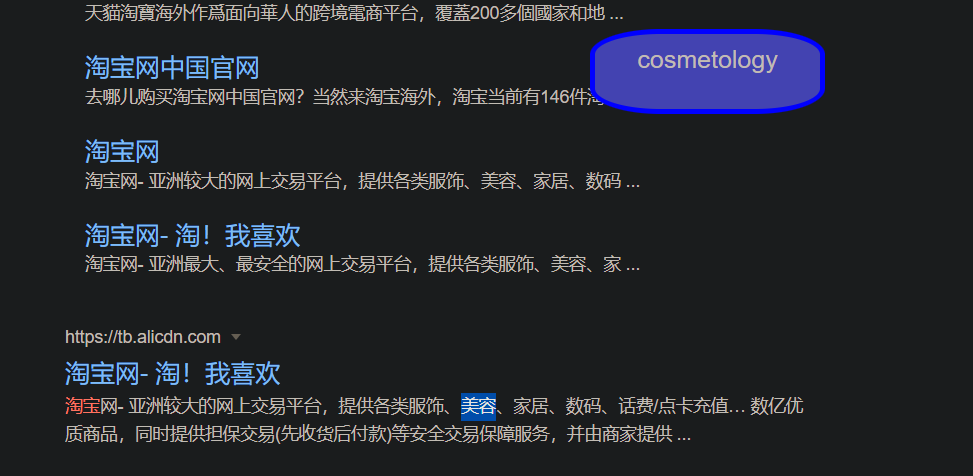 天貓淘寶海外作爲面向華人的跨境電商平台，覆蓋200多個國家和地 ...
cosmetology
淘宝网中国官网
去哪儿购买淘宝网中国官网？当然来淘宝海外，淘宝当前有146件淘
淘宝网
淘宝网- 亚洲较大的网上交易平台，提供各类服饰、美容、家居、数码 ...
淘宝网- 淘！我喜欢
淘宝网- 亚洲最大、最安全的网上交易平台，提供各类服饰、美容、家 ...
https://tb.alicdn.com
淘宝网- 淘！我喜欢
淘宝网- 亚洲较大的网上交易平台，提供各类服饰、美容、家居、数码、话费/点卡充值... 数亿优
质商品，同时提供担保交易(先收货后付款)等安全交易保障服务，并由商家提供 ...